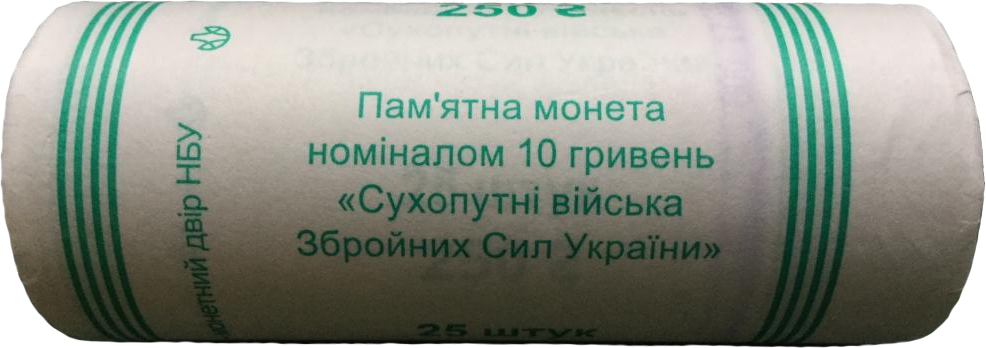 250 ₴
Пам'ятна монета
номіналом 10 гривень
«Сухопутні війська
Збройних Сил України»
25 штук
Монетний двір НБУ